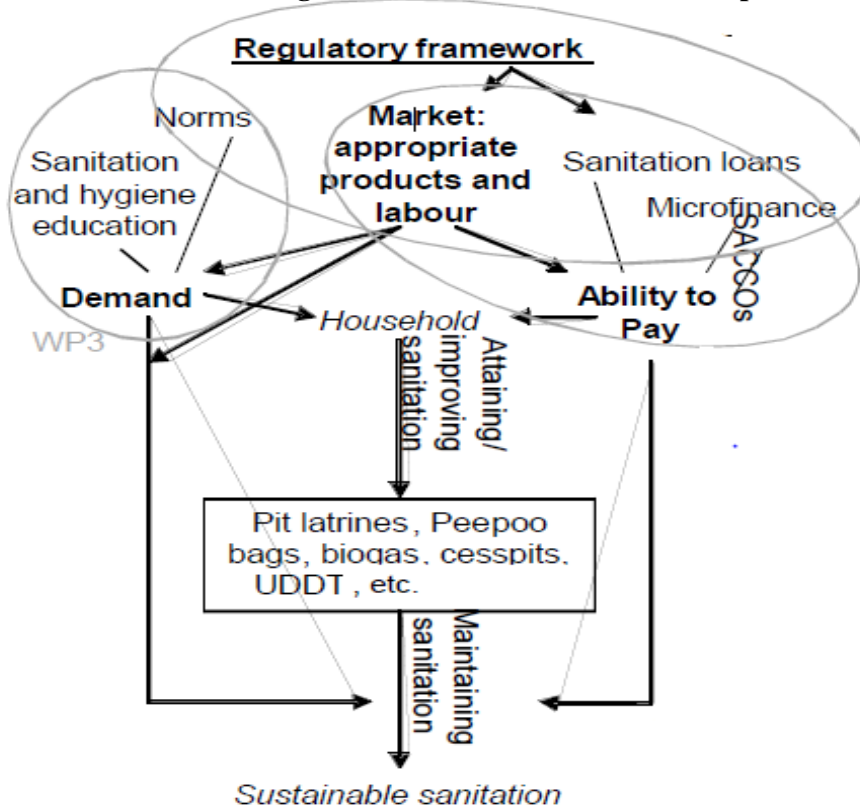 Regulatory framework
Norms
Market:
appropriate
products and
labour
Sanitation
and hygiene
education
Sanitation loans
Microfinance
SACCOs
Demand
Ability to
Pay
Household
WP3
Attaining/
improving
sanitation
Pit latrines, Peepoo
bags, biogas, cesspits,
UDDT , etc.
Maintaining
sanitation
Sustainable sanitation